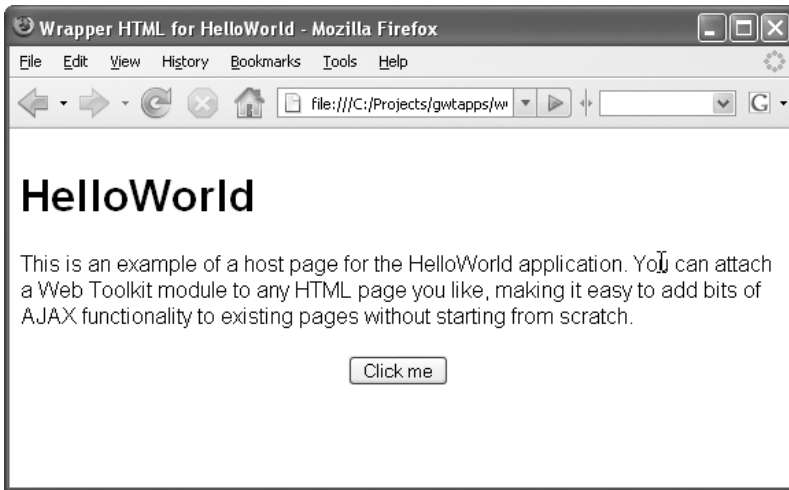 Wrapper HTML for HelloWorld - Mozilla Firefox
File Edit View History Bookmarks Tools Help
file:///C:/Projects/gwtapps/w G
HelloWorld
This is an example of a host page for the HelloWorld application. You can attach
a Web Toolkit module to any HTML page you like, making it easy to add bits of
AJAX functionality to existing pages without starting from scratch.
Click me